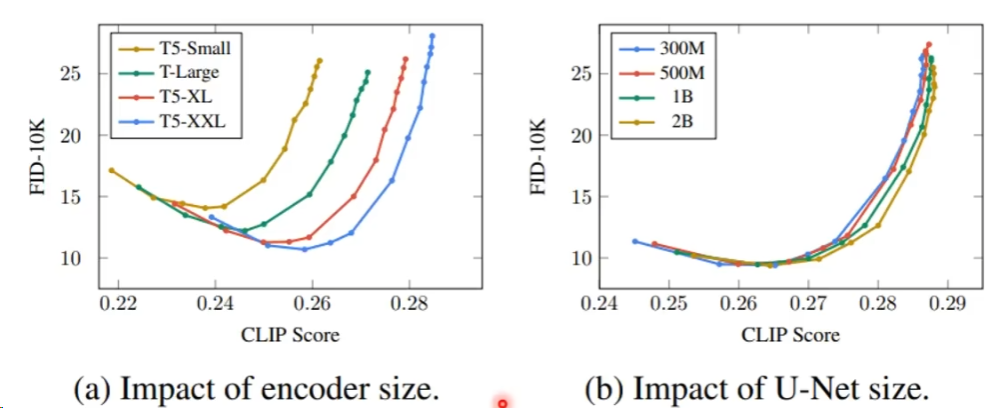 T5-Small
T-Large
T5-XL
T5-XXL
25
20
15
10
FID-10K
0.22
0.24
0.26
0.28
CLIP Score
(a) Impact of encoder size.
300M
500M
1B
2B
25
20
15
10
FID-10K
0.24
0.25
0.26
0.27
0.28
0.29
CLIP Score
(b) Impact of U-Net size.